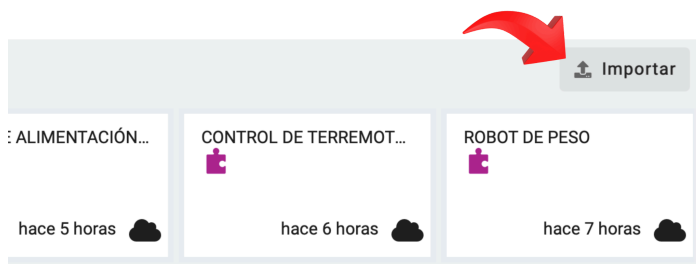 Importar
E ALIMENTACIÓN...
CONTROL DE TERREMOT...
ROBOT DE PESO
hace 5 horas
hace 6 horas
hace 7 horas